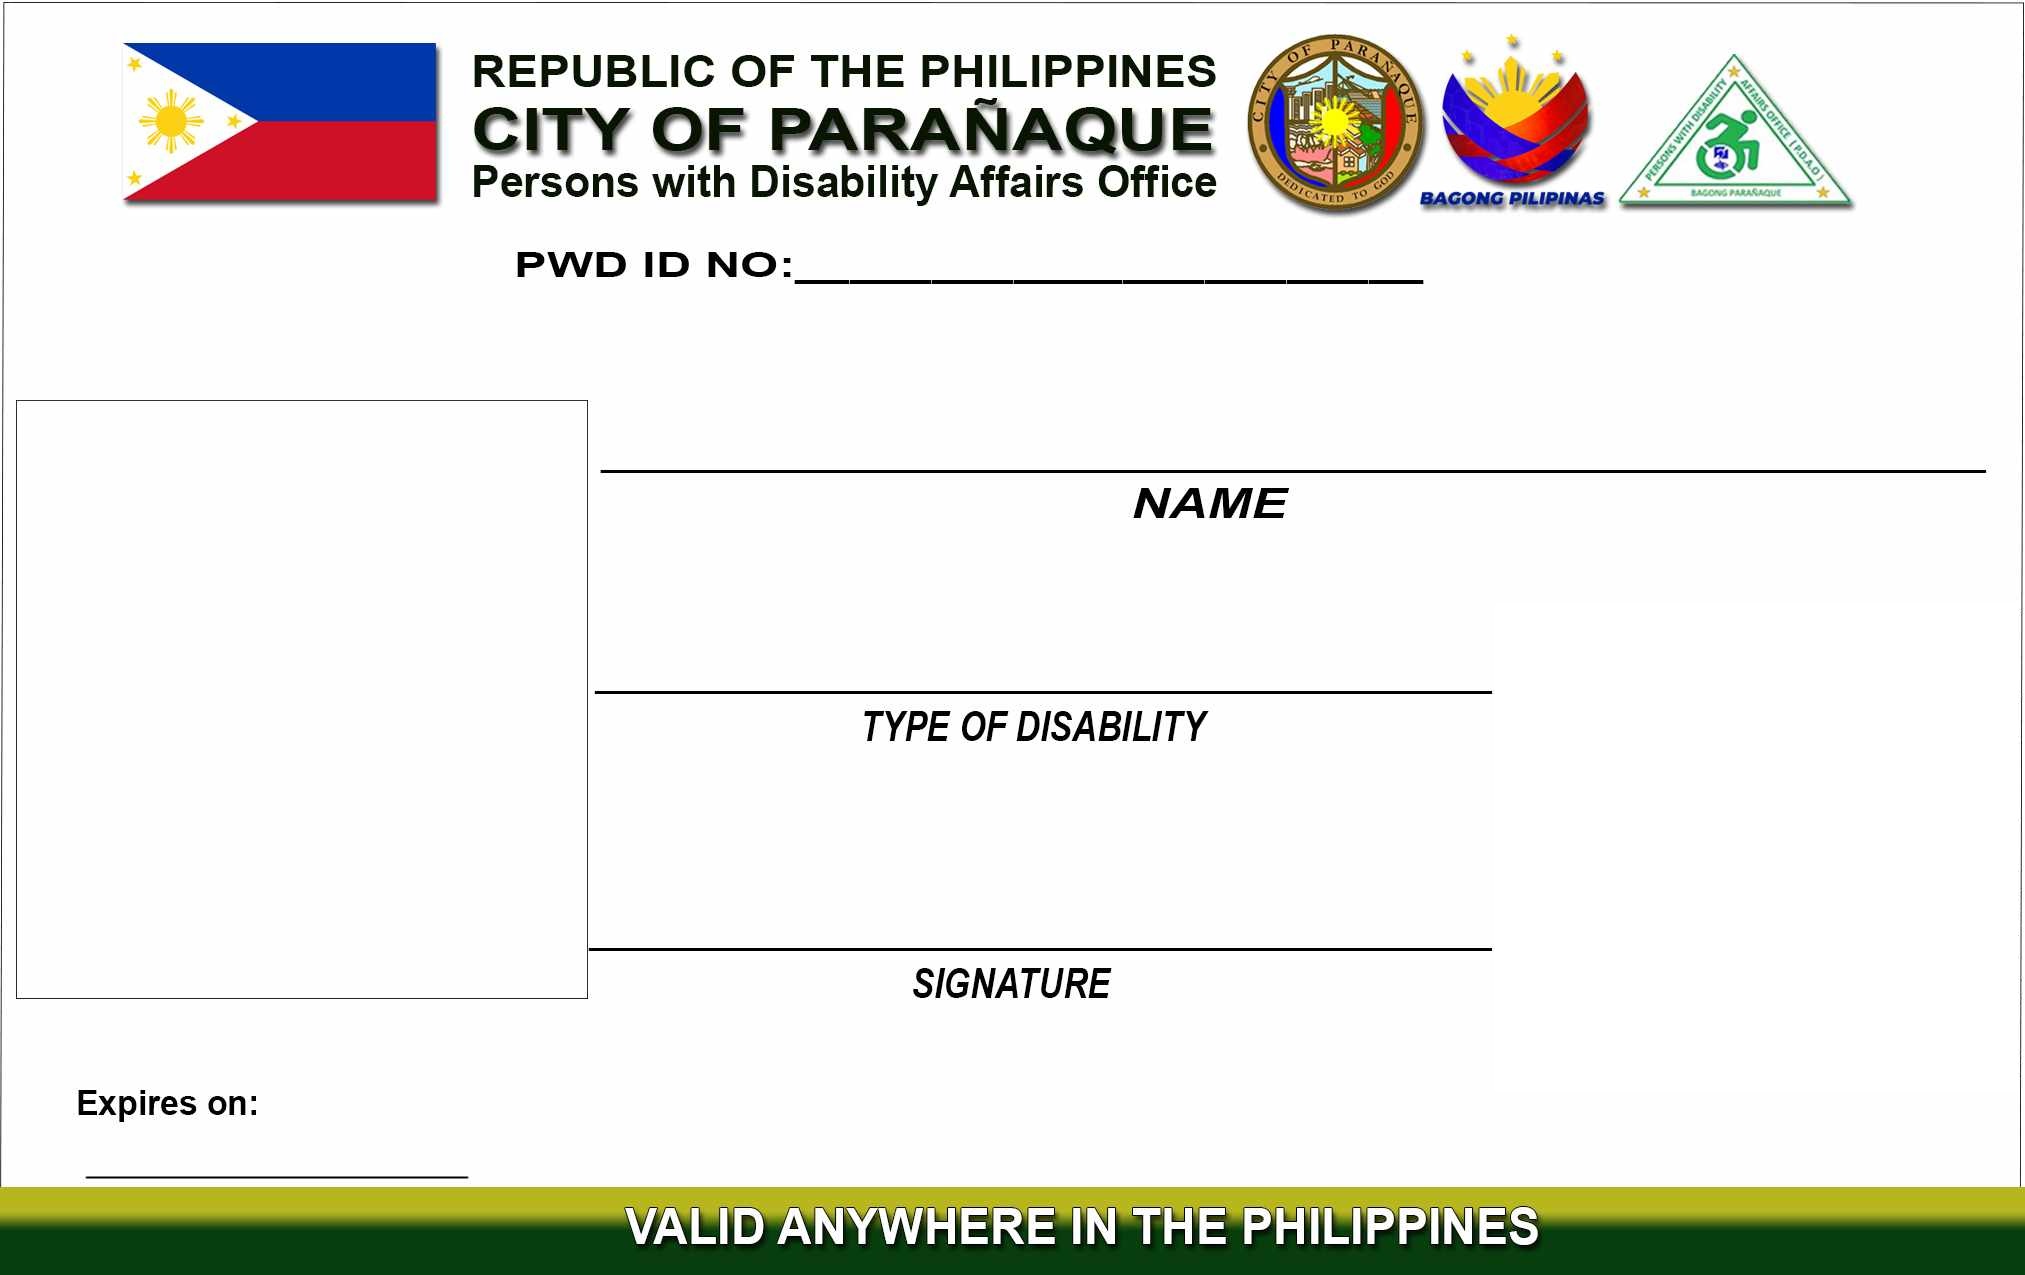 REPUBLIC OF THE PHILIPPINES
CITY OF PARAÑAQUE
Persons with Disability Affairs Office
CITY OF PARAÑAQUE
DEDICATED TO GOD
BAGONG PILIPINAS
PERSONS WITH DISABILITY
AFFAIRS OFFICE (P.D.A.O)
BAGONG PARAÑAQUE
PWD ID NO:
NAME
TYPE OF DISABILITY
SIGNATURE
Expires on:
VALID ANYWHERE IN THE PHILIPPINES